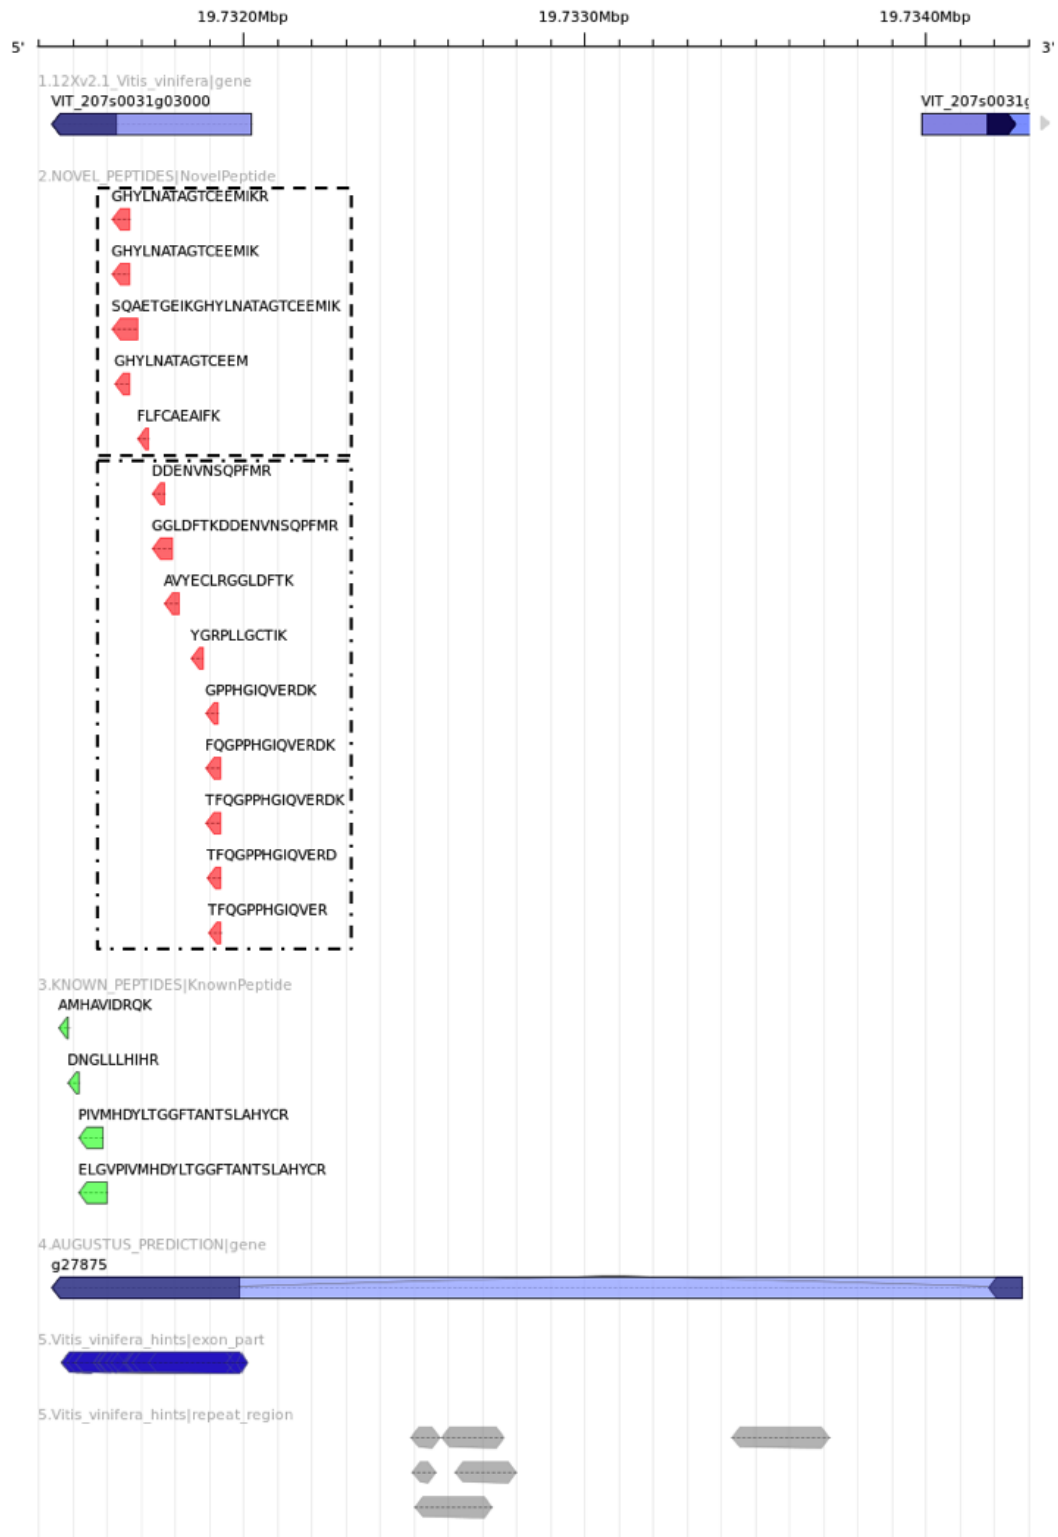 19.7320Mbp 19.7330Mbp 19.7340Mbp
5' 3'
1.12Xv2.1_Vitis_vinifera|gene
VIT_207s0031g03000 VIT_207s0031g
2.NOVEL_PEPTIDES|NovelPeptide
GHYLNATAGTCEEMIKR
GHYLNATAGTCEEMIK
SQAETGEIKGHYLNATAGTCEEMIK
GHYLNATAGTCEEM
FLFCAEAIFK
DDENVNSQPFMR
GGLDFTKDDENVNSQPFMR
AVYECLRGGLDFTK
YGRPLLGCTIK
GPPHGIQVERDK
FQGPPHGIQVERDK
TFQGPPHGIQVERDK
TFQGPPHGIQVERD
TFQGPPHGIQVER
3.KNOWN_PEPTIDES|KnownPeptide
AMHAVIDRQK
DNGLLLHIHR
PIVMHDYLTGGFTANTSLAHYCR
ELGVPIVMHDYLTGGFTANTSLAHYCR
4.AUGUSTUS_PREDICTION|gene
g27875
5.Vitis_vinifera_hints|exon_part
5.Vitis_vinifera_hints|repeat_region